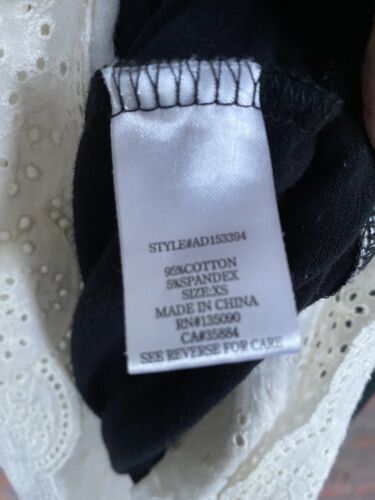 STYLE#AD153394
95%COTTON
5%SPANDEX
SIZE:XS
MADE IN CHINA
RN#135090
CA#35884
SEE REVERSE FOR CARE